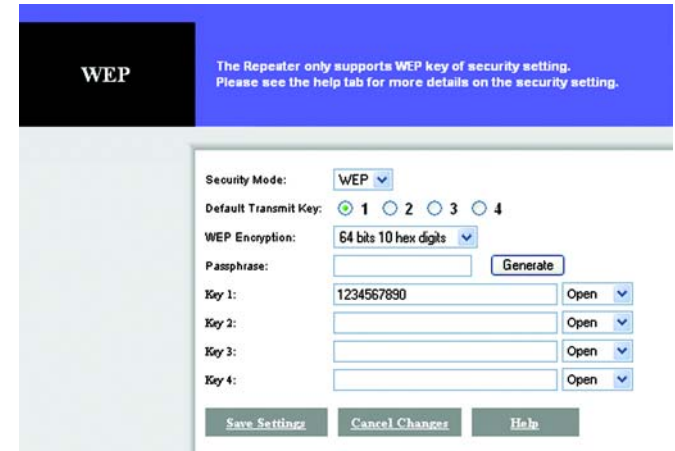 WEP
The Repeater only supports WEP key of security setting.
Please see the help tab for more details on the security setting.
Security Mode: WEP
Default Transmit Key: 1 2 3 4
WEP Encryption: 64 bits 10 hex digits
Passphrase: Generate
Key 1: 1234567890 Open
Key 2: Open
Key 3: Open
Key 4: Open
Save Settings Cancel Changes Help